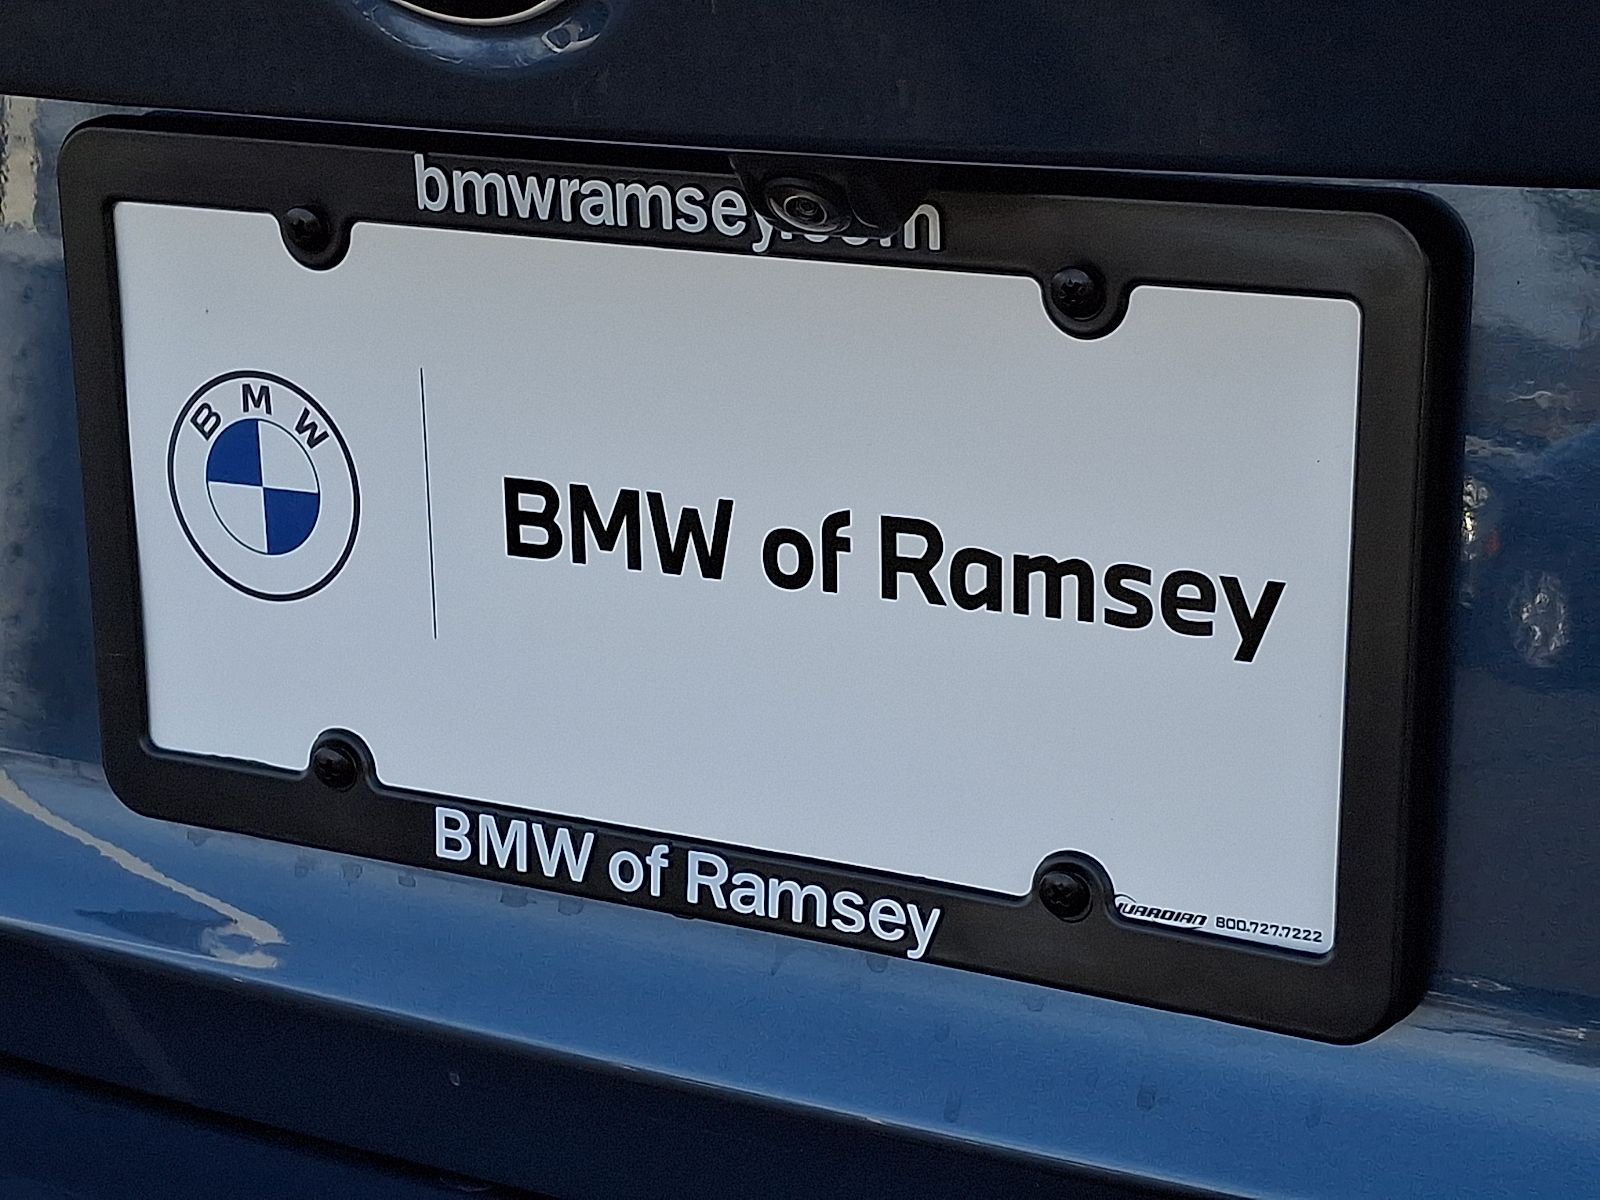 bmwramsey.com
BMW
BMW of Ramsey
BMW of Ramsey
GUARDIAN 800.727.7222